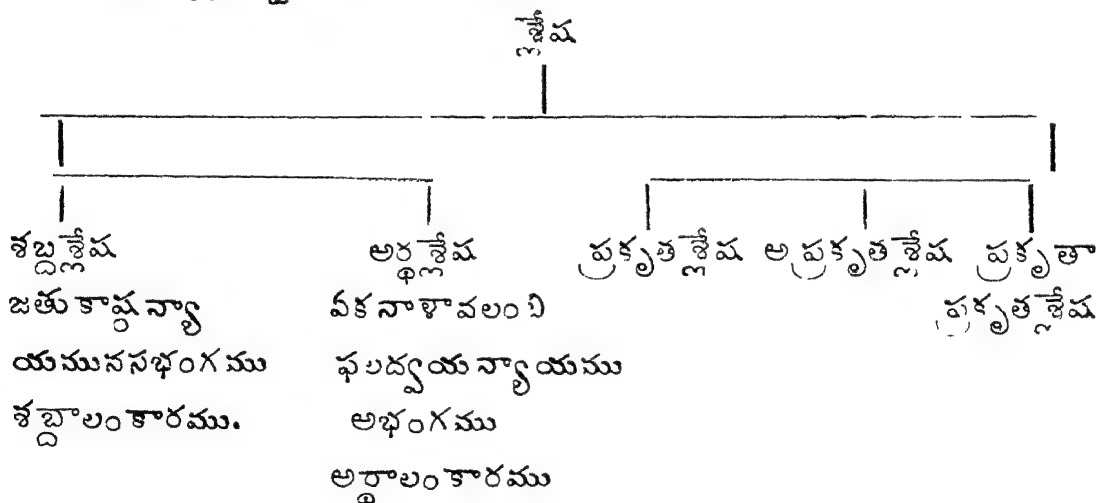 శ్లేష
శబ్దశ్లేష అర్థశ్లేష ప్రకృతశ్లేష అప్రకృతశ్లేష ప్రకృతా
జతుకాష్ఠన్యా ఏకనాళావలంబి ప్రకృతశ్లేష
యమునసభంగము ఫలద్వయన్యాయము
శబ్దాలంకారము. అభంగము
అర్థాలంకారము